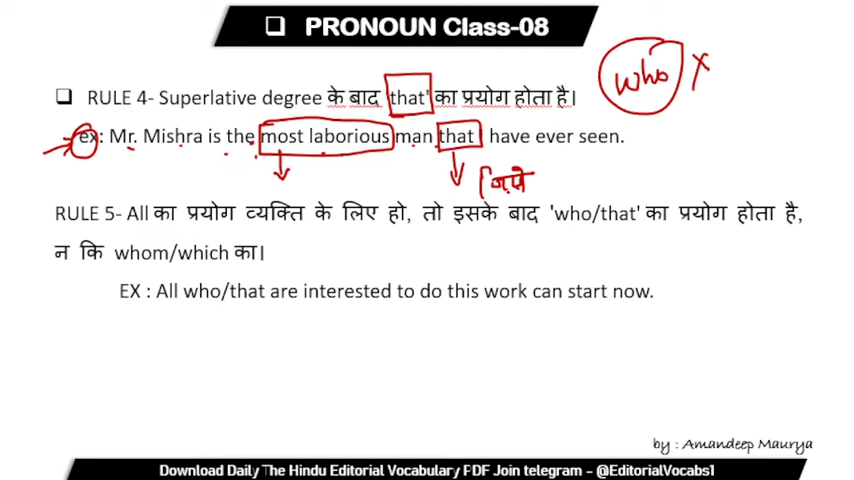 ❑ PRONOUN Class-08
who X
❑ RULE 4- Superlative degree के बाद that' का प्रयोग होता है।
ex: Mr. Mishra is the most laborious man that I have ever seen.
जिसे
RULE 5- All का प्रयोग व्यक्ति के लिए हो, तो इसके बाद 'who/that' का प्रयोग होता है,
न कि whom/which का।
EX : All who/that are interested to do this work can start now.
by : Amandeep Maurya
Download Daily The Hindu Editorial Vocabulary PDF Join telegram - @EditorialVocabs1